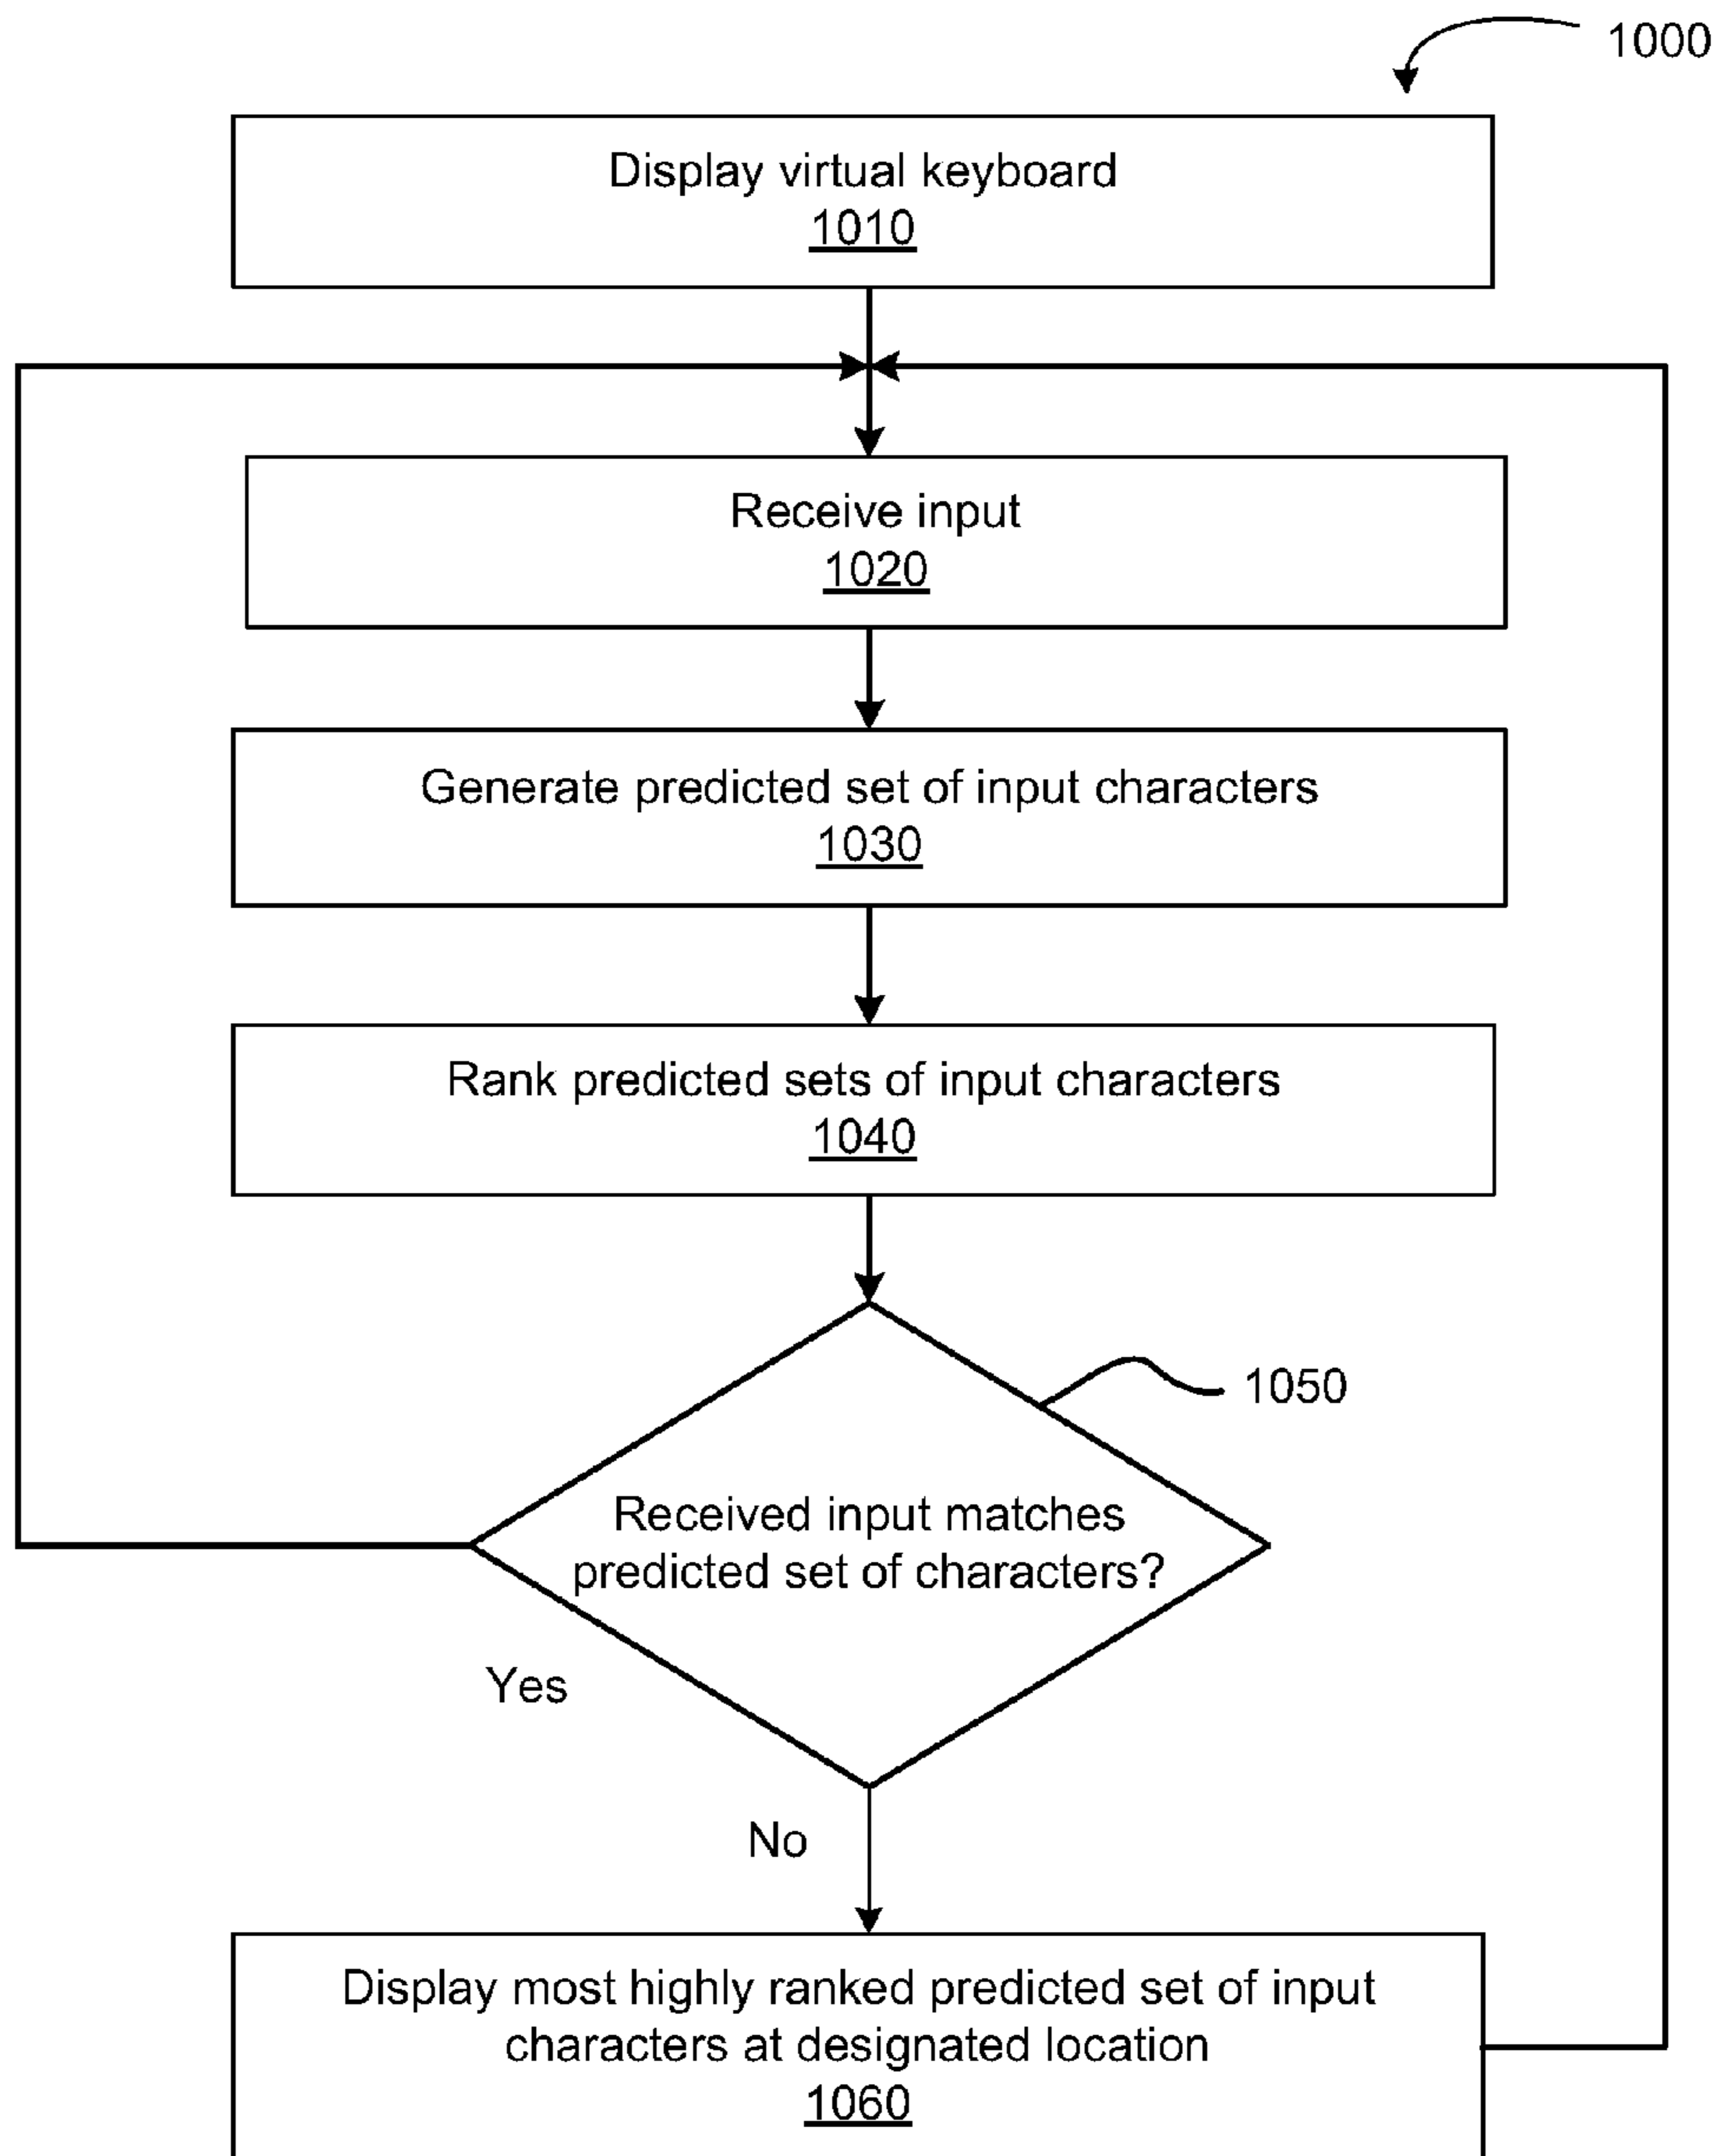 1000
Display virtual keyboard
1010
Receive input
1020
Generate predicted set of input characters
1030
Rank predicted sets of input characters
1040
1050
Received input matches
predicted set of characters?
Yes
No
Display most highly ranked predicted set of input
characters at designated location
1060